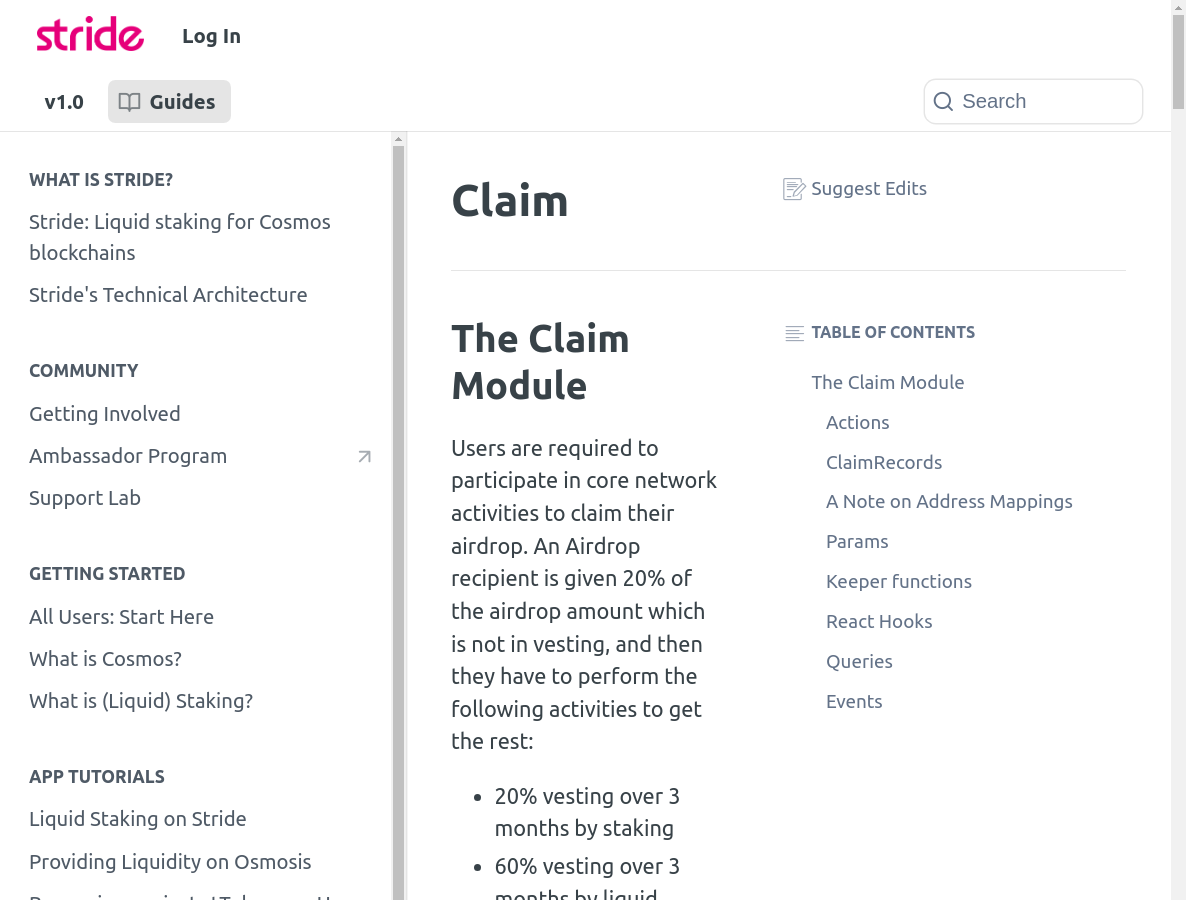 stride
Log In
v1.0
Guides
Search
WHAT IS STRIDE?
Stride: Liquid staking for Cosmos
blockchains
Stride's Technical Architecture
COMMUNITY
Getting Involved
Ambassador Program
Support Lab
GETTING STARTED
All Users: Start Here
What is Cosmos?
What is (Liquid) Staking?
APP TUTORIALS
Liquid Staking on Stride
Providing Liquidity on Osmosis
Claim
Suggest Edits
The Claim
Module
Users are required to
participate in core network
activities to claim their
airdrop. An Airdrop
recipient is given 20% of
the airdrop amount which
is not in vesting, and then
they have to perform the
following activities to get
the rest:
20% vesting over 3
months by staking
60% vesting over 3
months by liquid
TABLE OF CONTENTS
The Claim Module
Actions
ClaimRecords
A Note on Address Mappings
Params
Keeper functions
React Hooks
Queries
Events